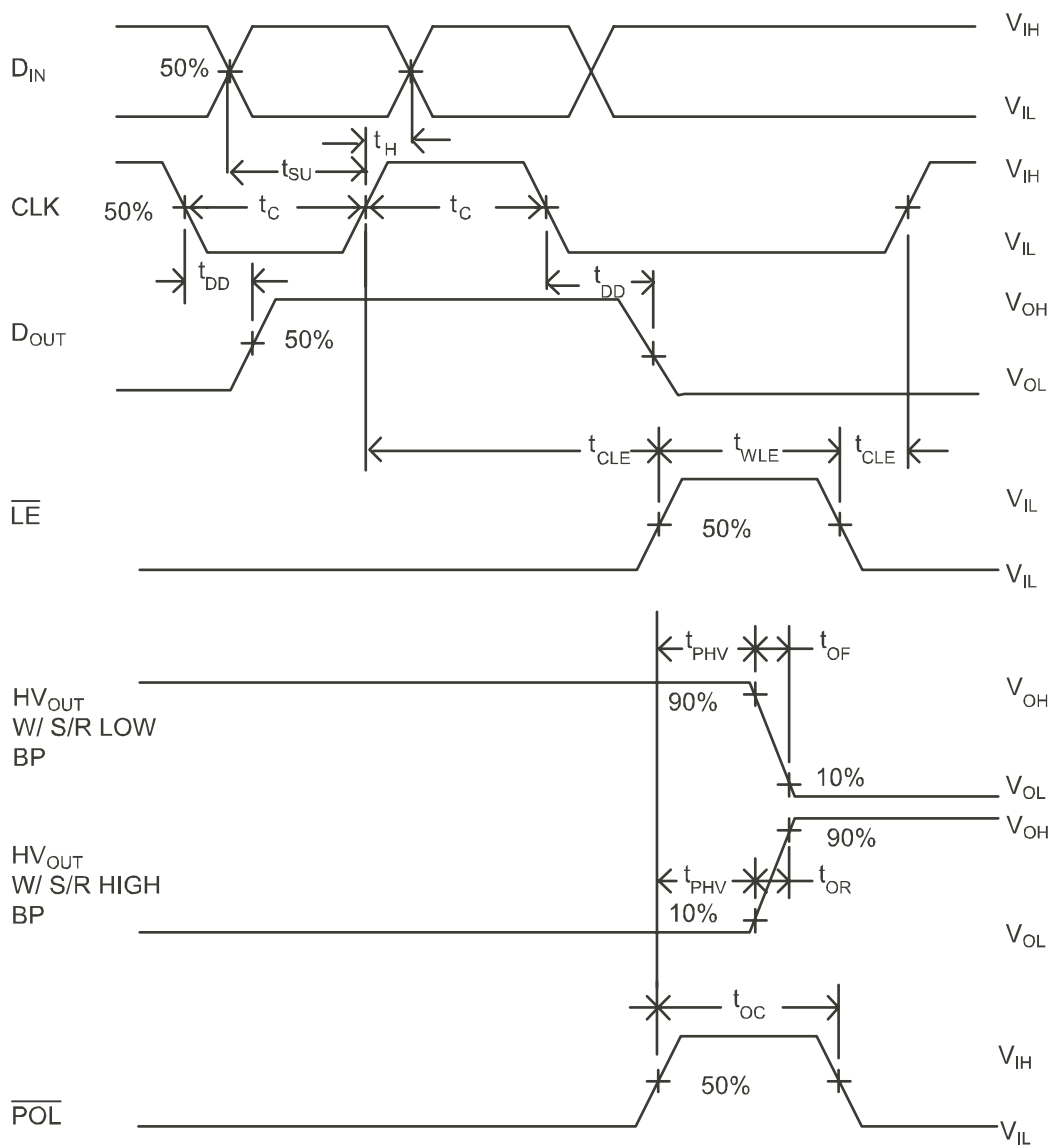 V_IH
D_IN 50%
V_IL
t_H
t_SU
V_IH
CLK 50% t_C t_C
V_IL
t_DD t_DD
V_OH
D_OUT 50%
V_OL
t_CLE t_WLE t_CLE
LE V_IL
50%
V_IL
t_PHV t_OF
HV_OUT 90% V_OH
W/ S/R LOW
BP 10% V_OL
V_OH
HV_OUT 90%
W/ S/R HIGH t_PHV t_OR
BP 10%
V_OL
t_OC
V_IH
50%
POL
V_IL